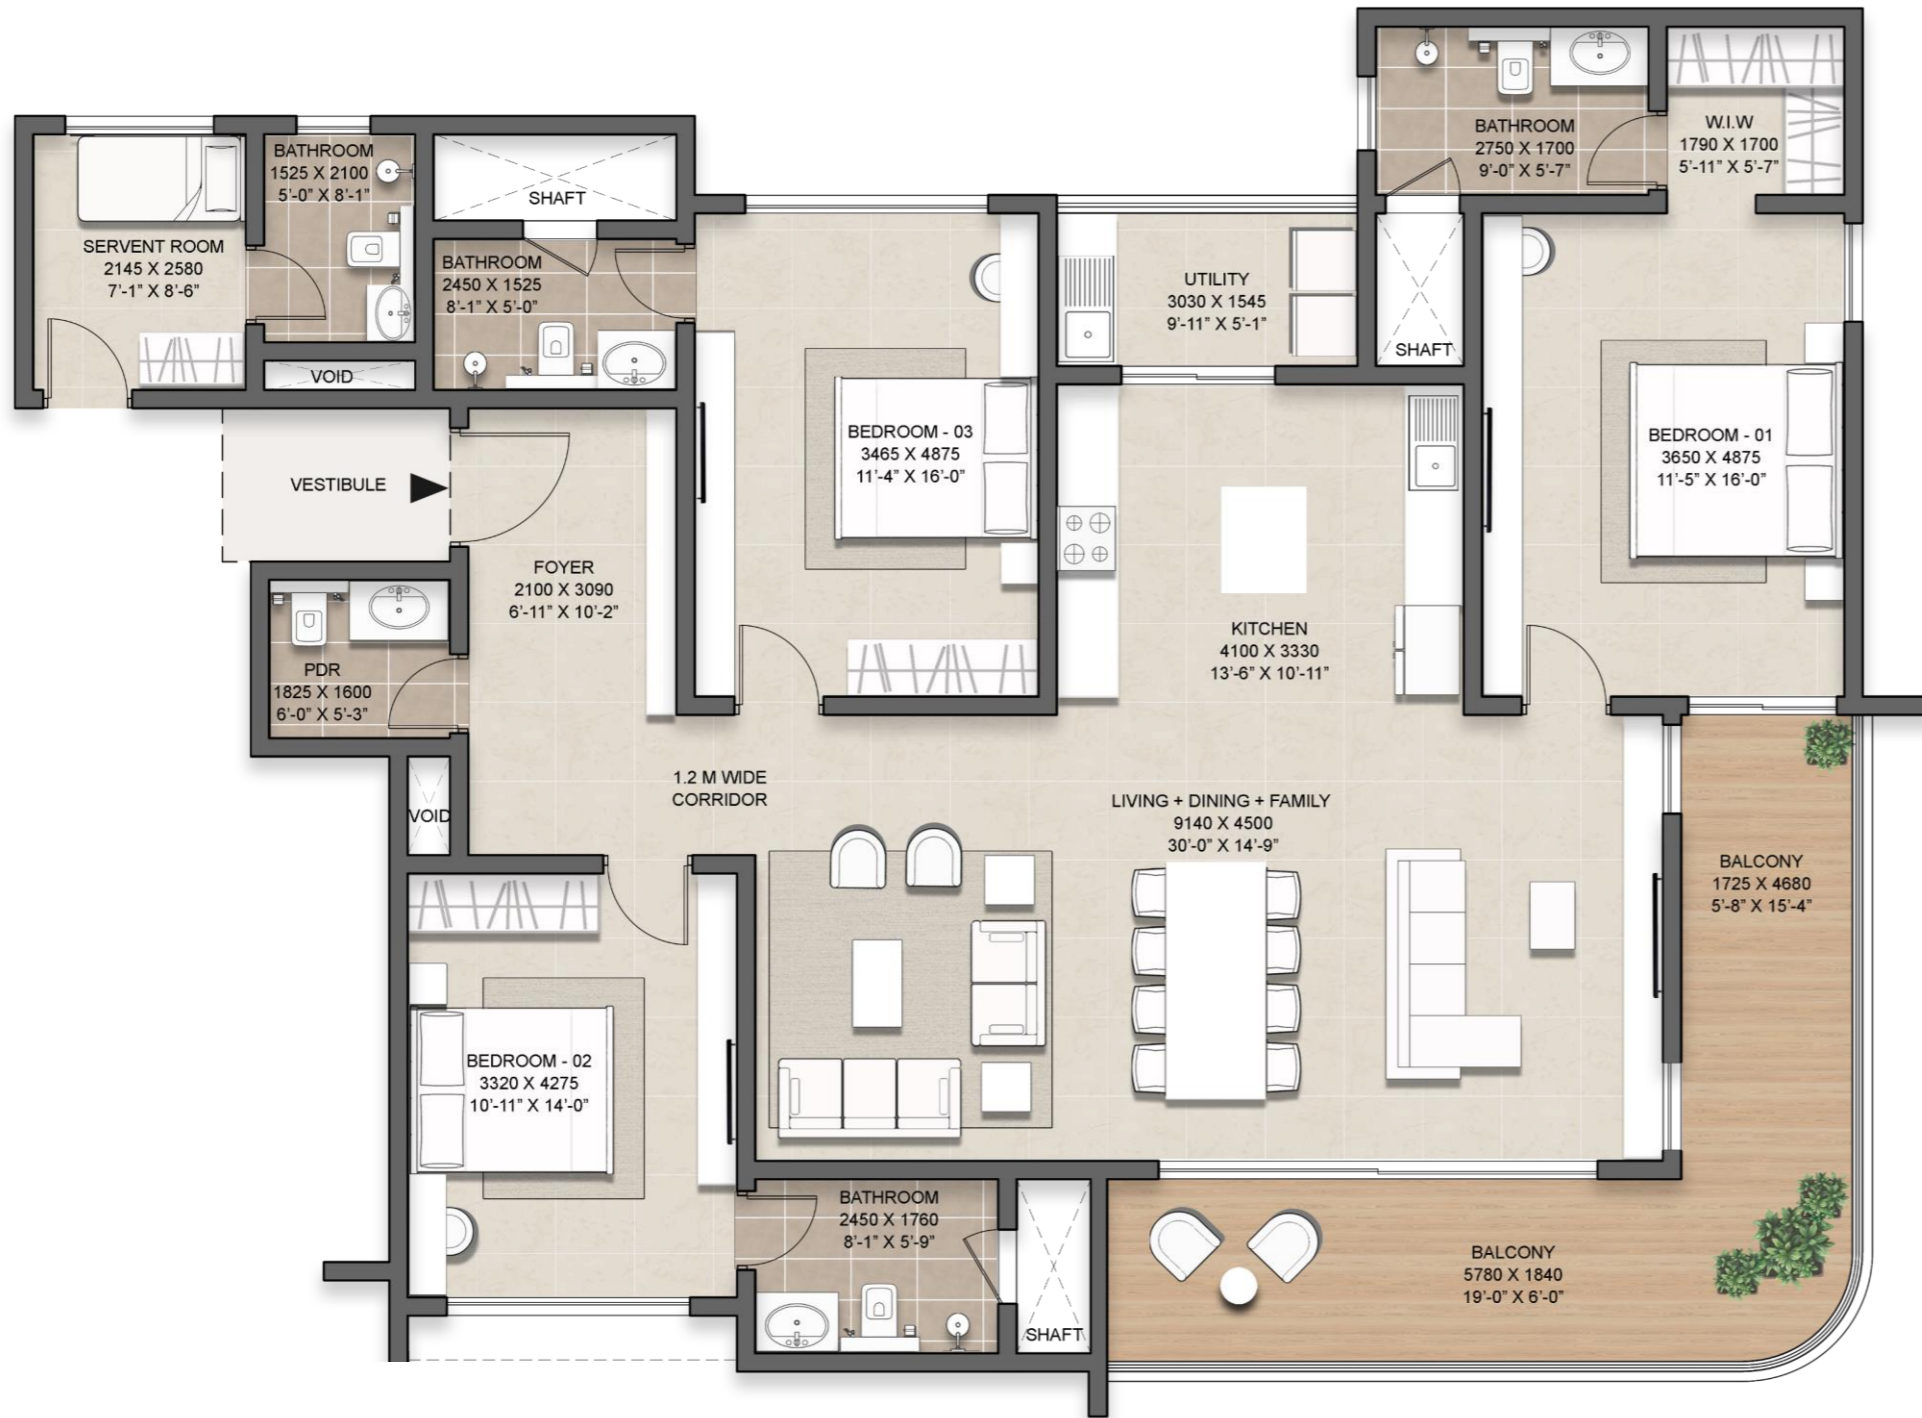 BATHROOM
2750 X 1700
9'-0" X 5'-7"
W.I.W
1790 X 1700
5'-11" X 5'-7"
BATHROOM
1525 X 2100
5'-0" X 8'-1"
SHAFT
SERVENT ROOM
2145 X 2580
7'-1" X 8'-6"
BATHROOM
2450 X 1525
8'-1" X 5'-0"
UTILITY
3030 X 1545
9'-11" X 5'-1"
SHAFT
VOID
BEDROOM - 03
3465 X 4875
11'-4" X 16'-0"
BEDROOM - 01
3650 X 4875
11'-5" X 16'-0"
VESTIBULE
FOYER
2100 X 3090
6'-11" X 10'-2"
KITCHEN
4100 X 3330
13'-6" X 10'-11"
PDR
1825 X 1600
6'-0" X 5'-3"
1.2 M WIDE
CORRIDOR
VOID
LIVING + DINING + FAMILY
9140 X 4500
30'-0" X 14'-9"
BALCONY
1725 X 4680
5'-8" X 15'-4"
BEDROOM - 02
3320 X 4275
10'-11" X 14'-0"
BATHROOM
2450 X 1760
8'-1" X 5'-9"
SHAFT
BALCONY
5780 X 1840
19'-0" X 6'-0"